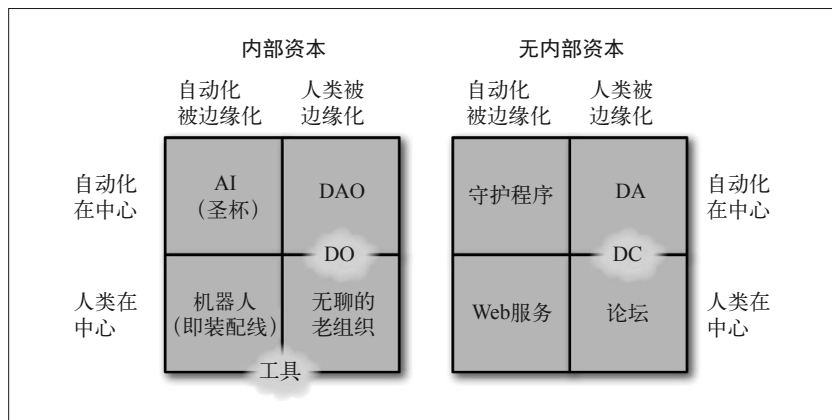 内部资本
无内部资本
自动化
被边缘化
人类被
边缘化
自动化
被边缘化
人类被
边缘化
自动化
在中心
AI
（圣杯）
DAO
守护程序
DA
自动化
在中心
DO
DC
人类在
中心
机器人
（即装配线）
无聊的
老组织
Web服务
论坛
人类在
中心
工具